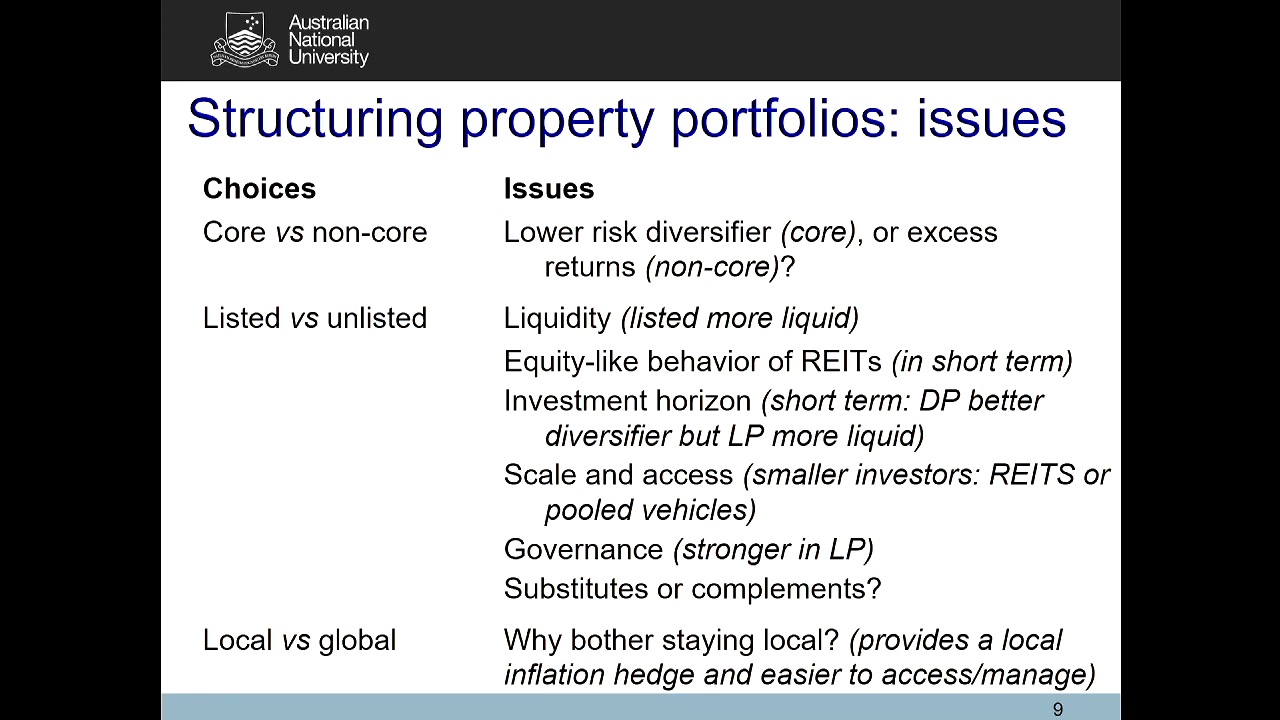 Australian
National
University
Structuring property portfolios: issues
Choices
Issues
Core vs non-core
Lower risk diversifier (core), or excess
returns (non-core)?
Listed vs unlisted
Liquidity (listed more liquid)
Equity-like behavior of REITs (in short term)
Investment horizon (short term: DP better
diversifier but LP more liquid)
Scale and access (smaller investors: REITS or
pooled vehicles)
Governance (stronger in LP)
Substitutes or complements?
Local vs global
Why bother staying local? (provides a local
inflation hedge and easier to access/manage)
9